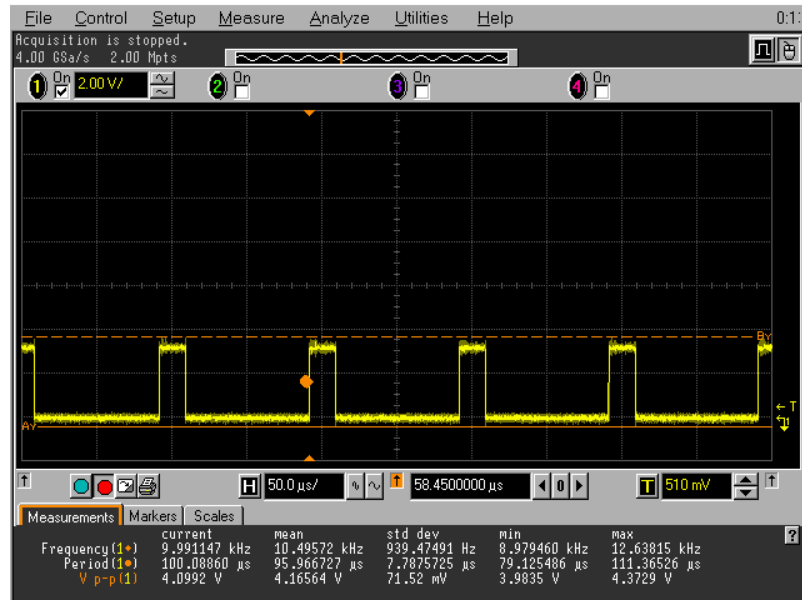 File Control Setup Measure Analyze Utilities Help 0:1
Acquisition is stopped.
4.00 GSa/s 2.00 Mpts
1 On 2.00 V/ 2 On 3 On 4 On
By
T
Ay
H 50.0 µs/ 58.4500000 µs 0 T 510 mV
Measurements Markers Scales
current mean std dev min max
Frequency(1) 9.991147 kHz 10.49572 kHz 939.47491 Hz 8.979460 kHz 12.63815 kHz
Period(1) 100.08860 µs 95.966727 µs 7.7875725 µs 79.125486 µs 111.36526 µs
V p-p(1) 4.0992 V 4.16564 V 71.52 mV 3.9835 V 4.3729 V
?